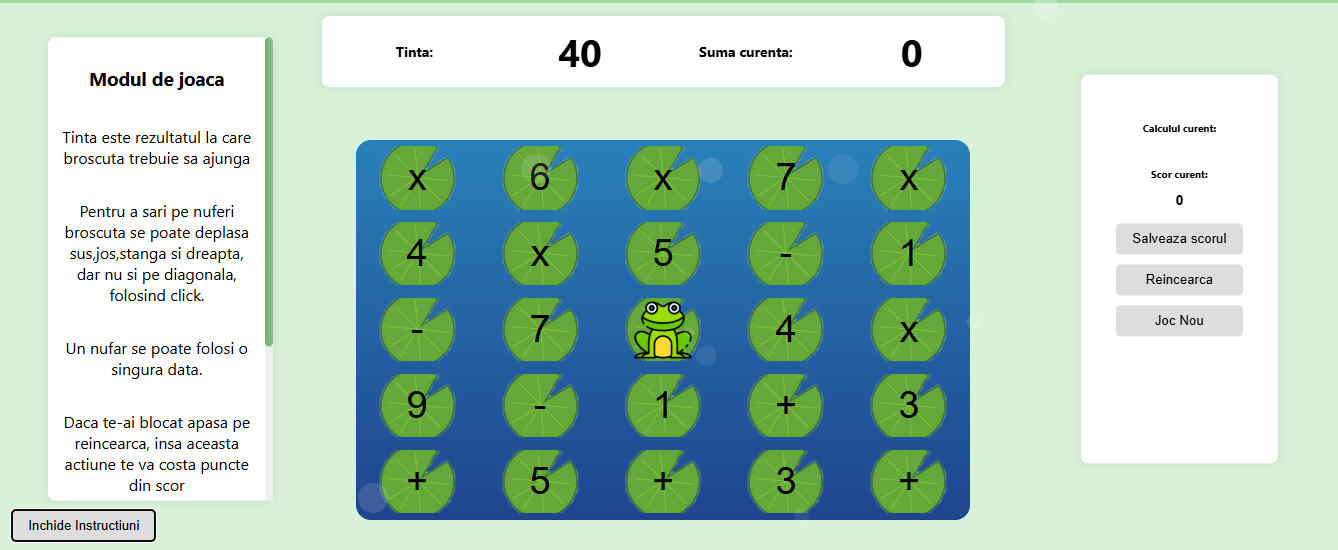 Modul de joaca
Tinta este rezultatul la care
broscuta trebuie sa ajunga
Pentru a sari pe nuferi
broscuta se poate deplasa
sus,jos,stanga si dreapta,
dar nu si pe diagonala,
folosind click.
Un nufar se poate folosi o
singura data.
Daca te-ai blocat apasa pe
reincearca, insa aceasta
actiune te va costa puncte
din scor
Inchide Instructiuni
Tinta: 40 Suma curenta: 0
x 6 x 7 x
4 x 5 - 1
- 7 4 x
9 - 1 + 3
+ 5 + 3 +
Calculul curent:
Scor curent:
0
Salveaza scorul
Reincearca
Joc Nou